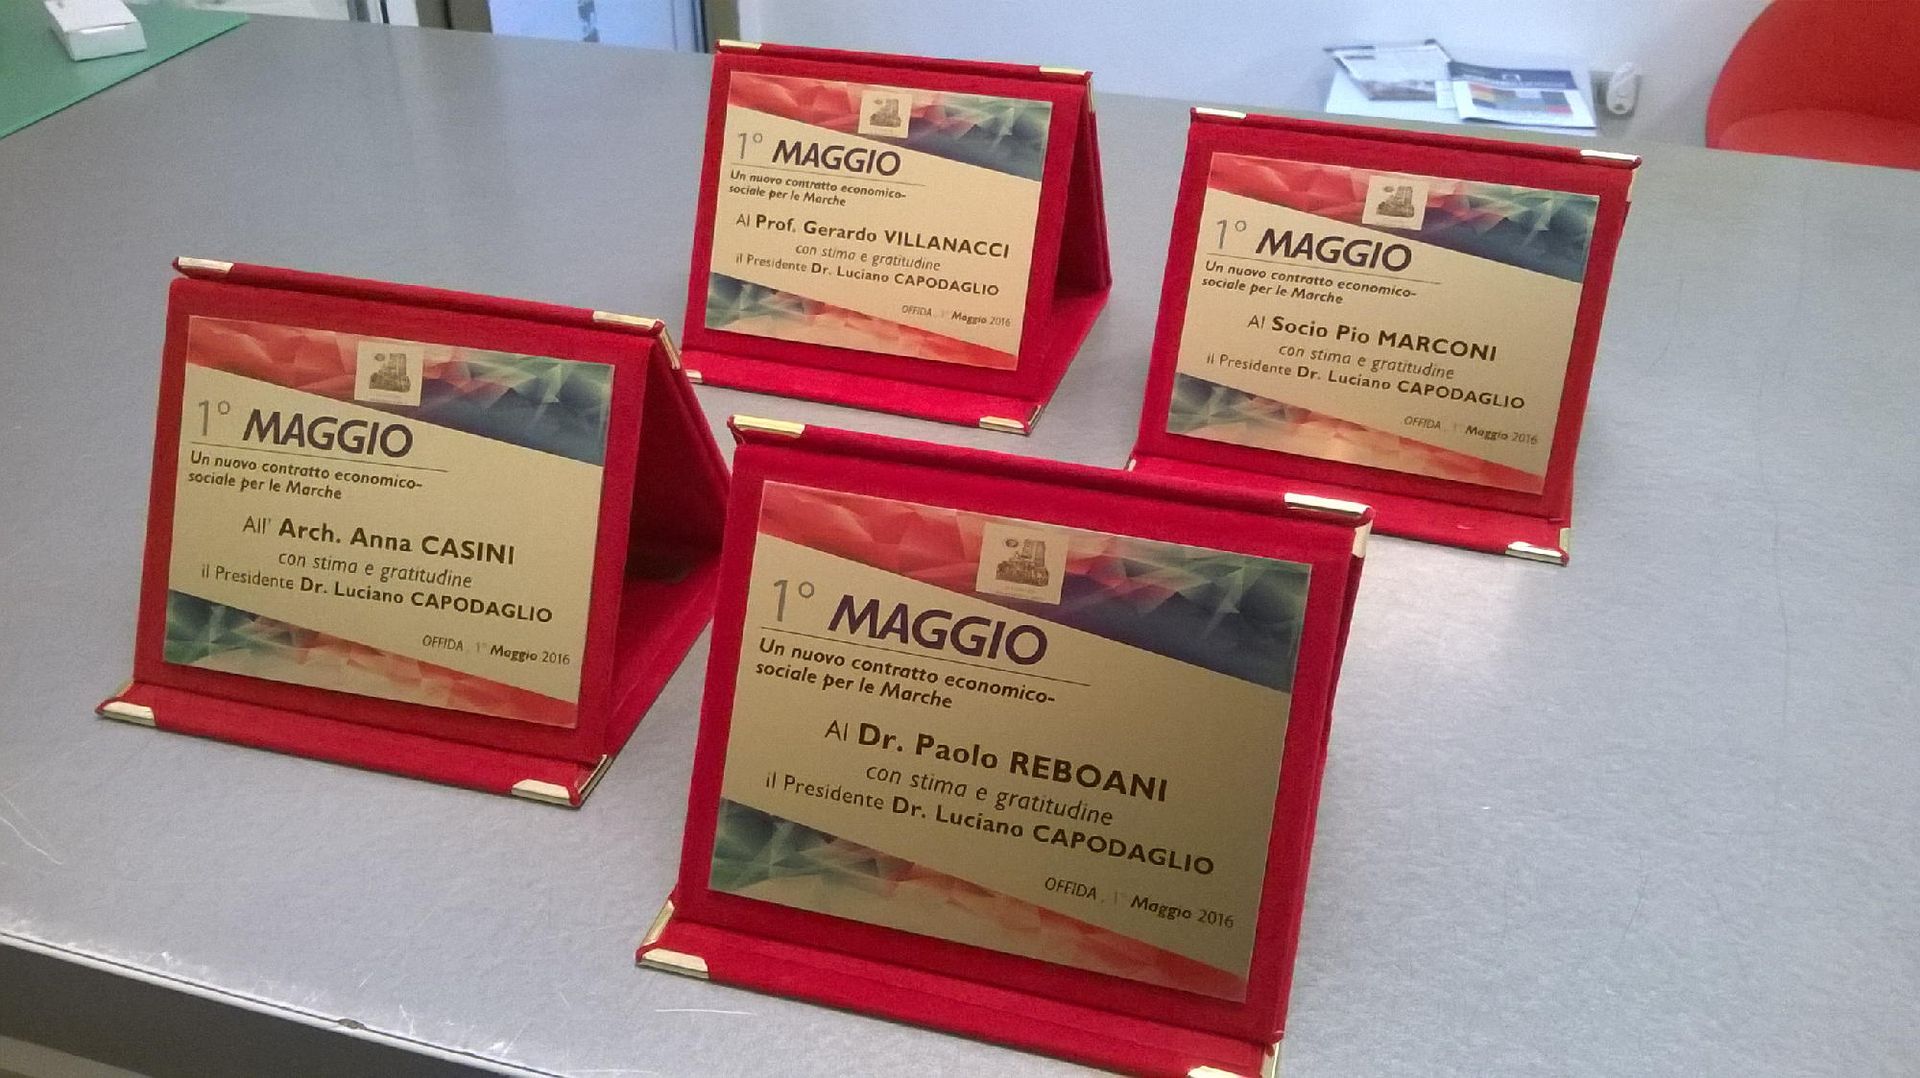 1° MAGGIO
Un nuovo contratto economico-
sociale per le Marche
Al Prof. Gerardo VILLANACCI
con stima e gratitudine
il Presidente Dr. Luciano CAPODAGLIO
OFFIDA , 1° Maggio 2016
1° MAGGIO
Un nuovo contratto economico-
sociale per le Marche
Al Socio Pio MARCONI
con stima e gratitudine
il Presidente Dr. Luciano CAPODAGLIO
OFFIDA , 1° Maggio 2016
1° MAGGIO
Un nuovo contratto economico-
sociale per le Marche
All' Arch. Anna CASINI
con stima e gratitudine
il Presidente Dr. Luciano CAPODAGLIO
OFFIDA , 1° Maggio 2016
1° MAGGIO
Un nuovo contratto economico-
sociale per le Marche
Al Dr. Paolo REBOANI
con stima e gratitudine
il Presidente Dr. Luciano CAPODAGLIO
OFFIDA , 1° Maggio 2016